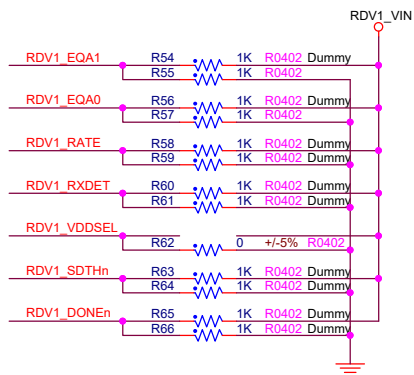 RDV1_VIN
RDV1_EQA1 R54 1K R0402 Dummy
R55 1K R0402
RDV1_EQA0 R56 1K R0402 Dummy
R57 1K R0402
RDV1_RATE R58 1K R0402 Dummy
R59 1K R0402 Dummy
RDV1_RXDET R60 1K R0402 Dummy
R61 1K R0402 Dummy
RDV1_VDDSEL
R62 0 +/-5% R0402
RDV1_SDTHn R63 1K R0402 Dummy
R64 1K R0402 Dummy
RDV1_DONEn R65 1K R0402 Dummy
R66 1K R0402 Dummy